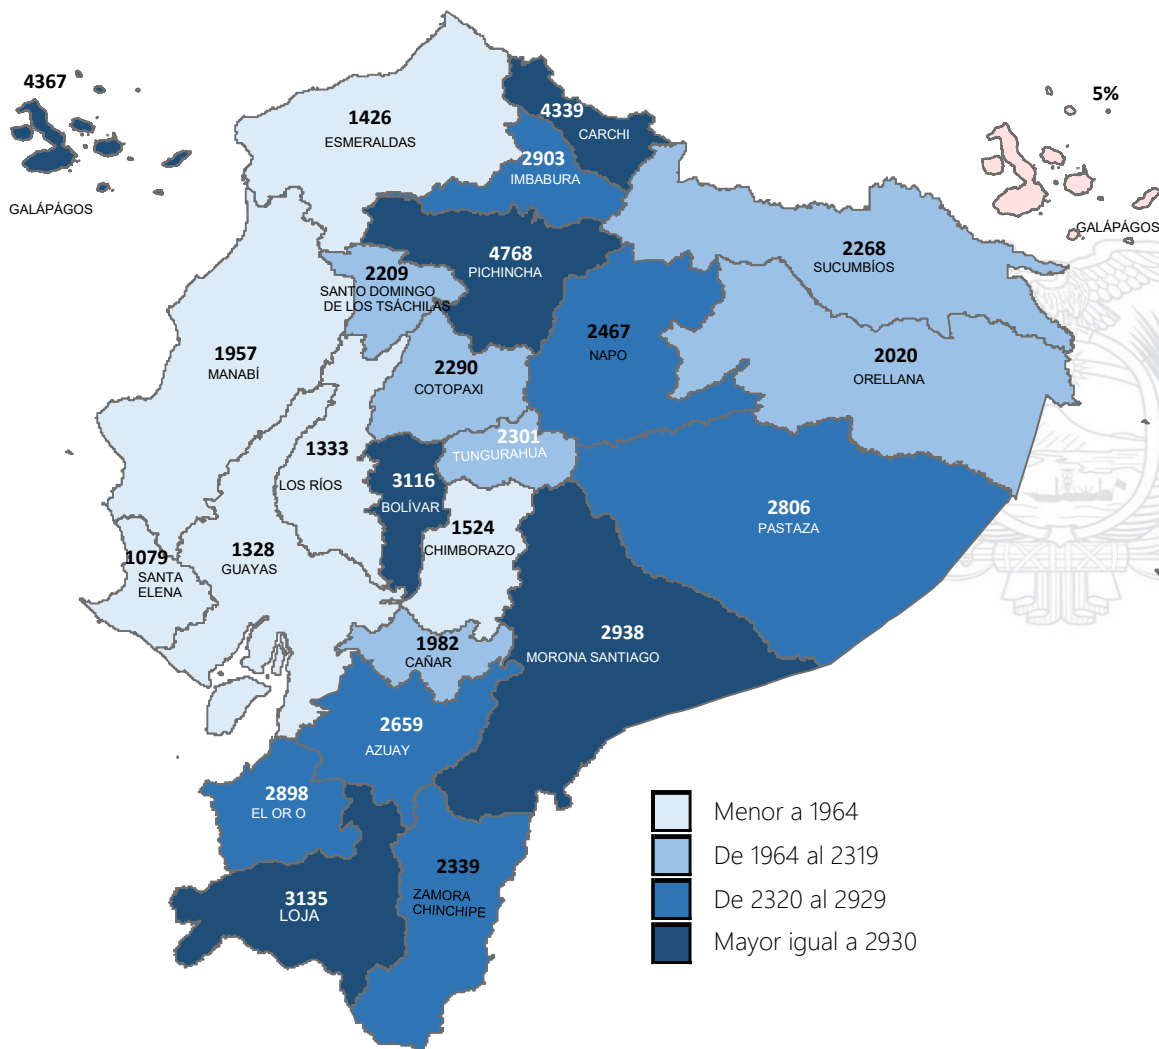 4367
GALÁPÁGOS
5%
GALÁPÁGOS
1426
ESMERALDAS
4339
CARCHI
2903
IMBABURA
4768
PICHINCHA
2268
SUCUMBÍOS
2209
SANTO DOMINGO
DE LOS TSÁCHILAS
2467
NAPO
1957
MANABÍ
2290
COTOPAXI
2020
ORELLANA
2301
TUNGURAHUA
1333
LOS RÍOS
3116
BOLÍVAR
2806
PASTAZA
1524
CHIMBORAZO
1079
SANTA
ELENA
1328
GUAYAS
2938
MORONA SANTIAGO
1982
CAÑAR
2659
AZUAY
2898
EL OR O
2339
ZAMORA
CHINCHIPE
3135
LOJA
Menor a 1964
De 1964 al 2319
De 2320 al 2929
Mayor igual a 2930